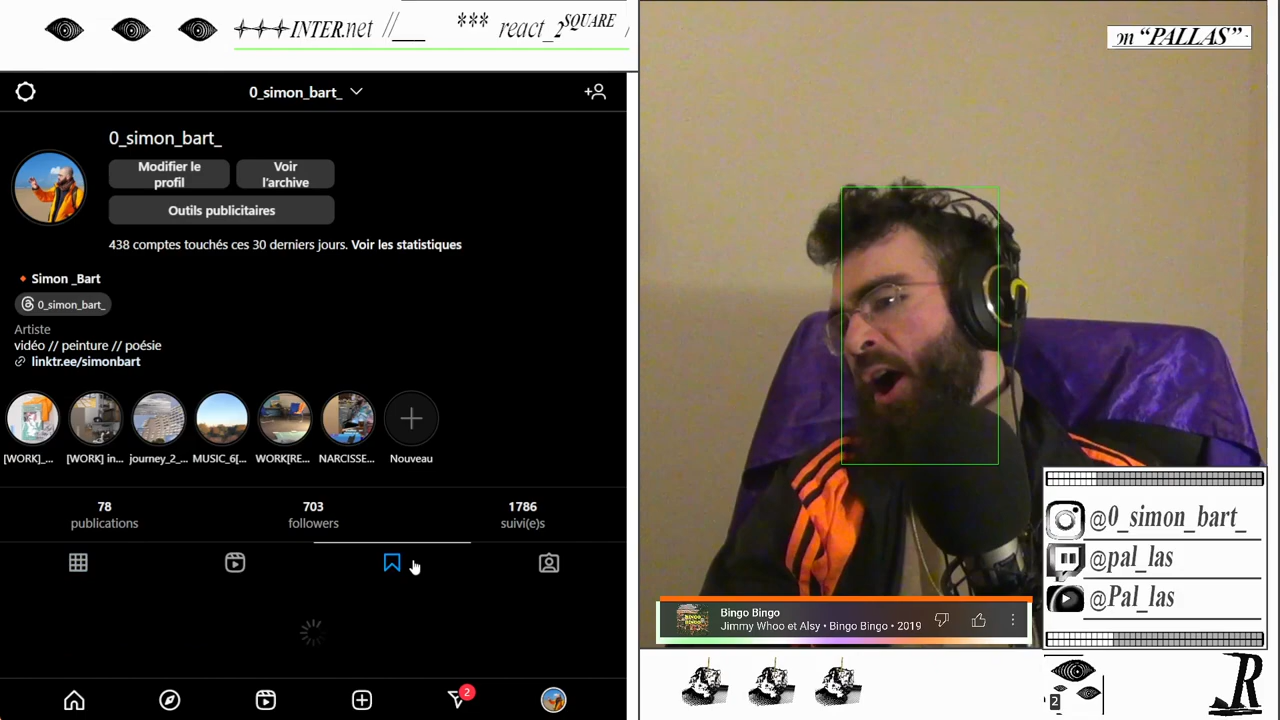 +++INTER.net //___ *** react_2SQUARE /
m “PALLAS”
0_simon_bart_
0_simon_bart_
Modifier le
profil
Voir
l'archive
Outils publicitaires
438 comptes touchés ces 30 derniers jours. Voir les statistiques
Simon _Bart
0_simon_bart_
Artiste
vidéo // peinture // poésie
linktr.ee/simonbart
[WORK]_... [WORK] in... journey_2_... MUSIC_6[... WORK[RE... NARCISSE... Nouveau
78 703 1786
publications followers suivi(e)s
2
Bingo Bingo
Jimmy Whoo et Alsy • Bingo Bingo • 2019
@0_simon_bart_
@pal_las
@Pal_las
2
R